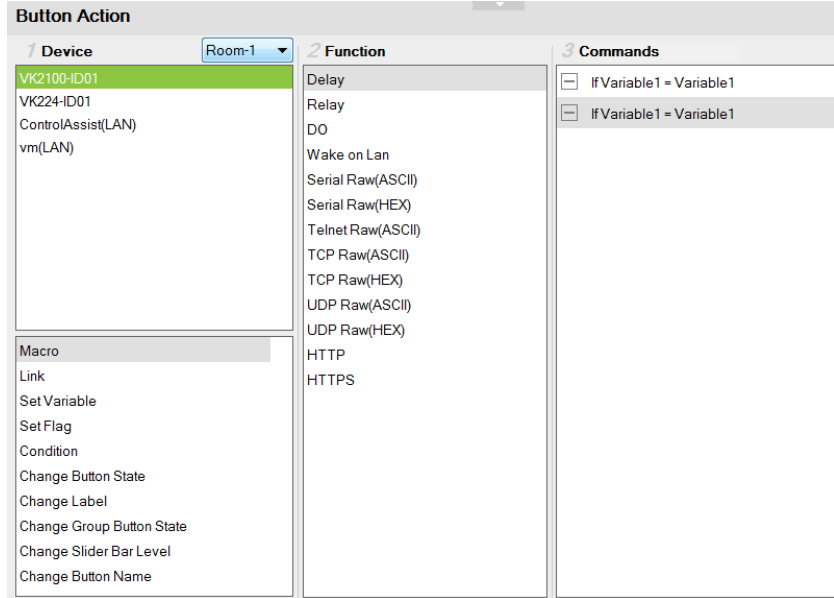 Button Action
1 Device
Room-1
2 Function
3 Commands
VK2100-ID01
VK224-ID01
ControlAssist(LAN)
vm(LAN)
Macro
Link
Set Variable
Set Flag
Condition
Change Button State
Change Label
Change Group Button State
Change Slider Bar Level
Change Button Name
Delay
Relay
DO
Wake on Lan
Serial Raw(ASCII)
Serial Raw(HEX)
Telnet Raw(ASCII)
TCP Raw(ASCII)
TCP Raw(HEX)
UDP Raw(ASCII)
UDP Raw(HEX)
HTTP
HTTPS
If Variable1 = Variable1
If Variable1 = Variable1